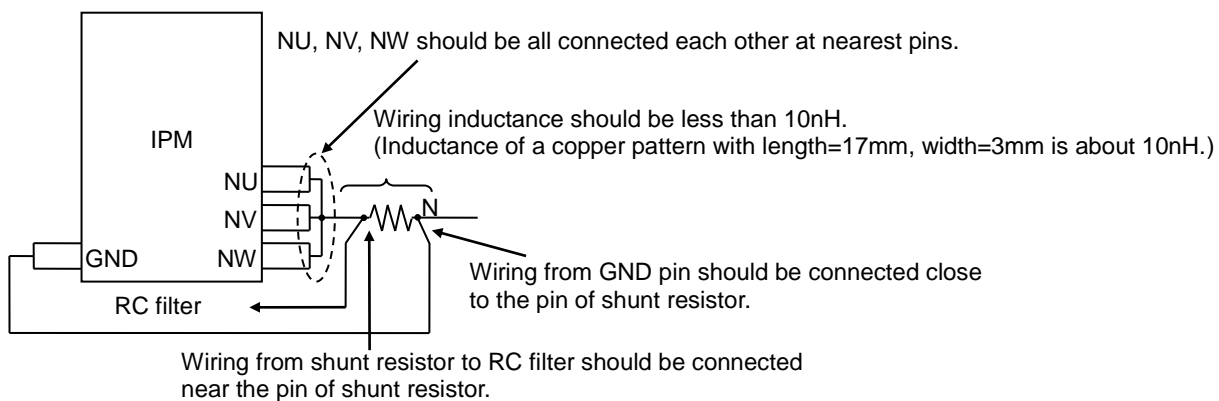 NU, NV, NW should be all connected each other at nearest pins.
Wiring inductance should be less than 10nH.
(Inductance of a copper pattern with length=17mm, width=3mm is about 10nH.)
IPM
NU
N
NV
GND
NW
Wiring from GND pin should be connected close
to the pin of shunt resistor.
RC filter
Wiring from shunt resistor to RC filter should be connected
near the pin of shunt resistor.